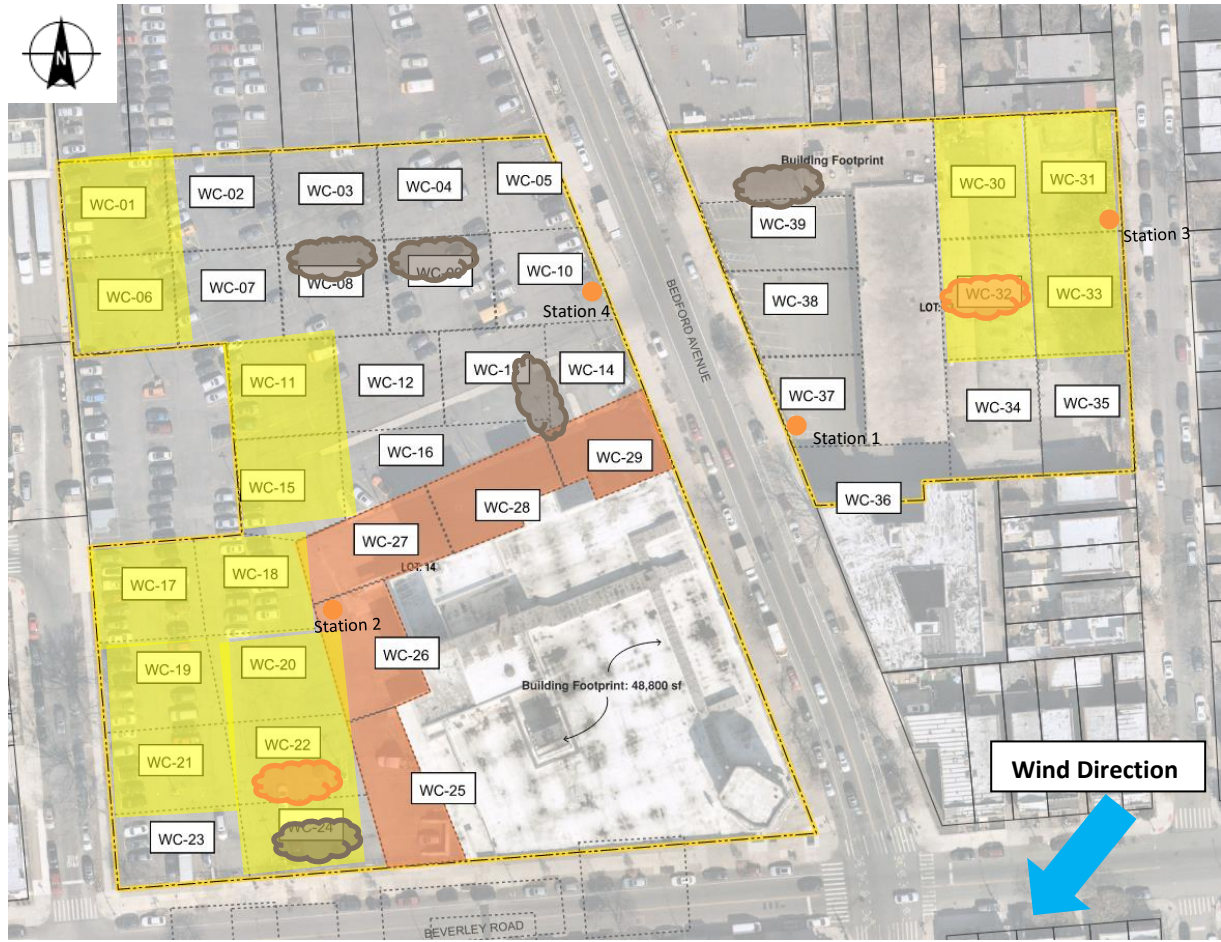 N
Building Footprint
WC-01
WC-02
WC-03
WC-04
WC-05
WC-30
WC-31
WC-39
Station 3
WC-06
WC-07
WC-08
WC-09
WC-10
Station 4
WC-38
LOT:
WC-32
WC-33
BEDFORD AVENUE
WC-11
WC-12
WC-14
WC-37
Station 1
WC-34
WC-35
WC-15
WC-16
WC-29
WC-28
WC-36
WC-27
LOT: 14
WC-17
WC-18
Station 2
WC-19
WC-20
WC-26
Building Footprint: 48,800 sf
WC-21
WC-22
WC-25
Wind Direction
WC-23
WC-24
BEVERLEY ROAD